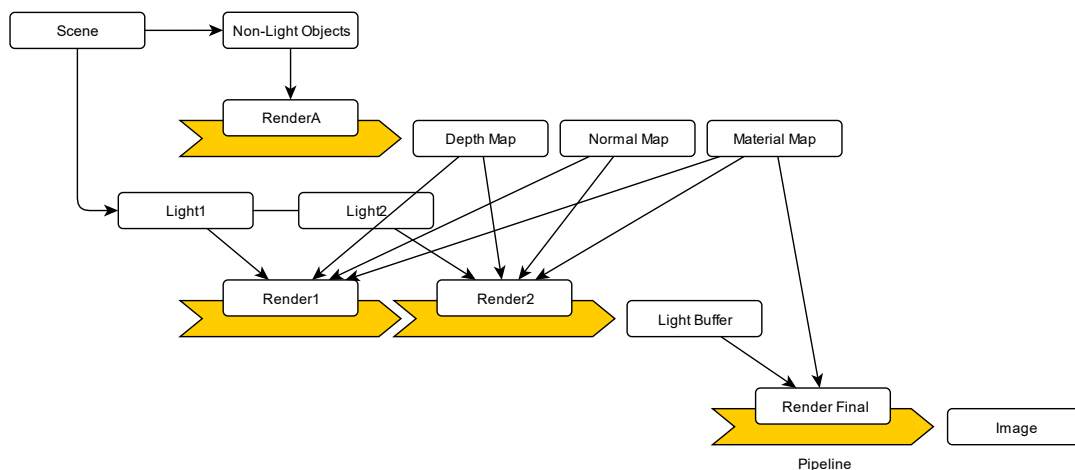 Scene
Non-Light Objects
RenderA
Depth Map
Normal Map
Material Map
Light1
Light2
Render1
Render2
Light Buffer
Render Final
Image
Pipeline